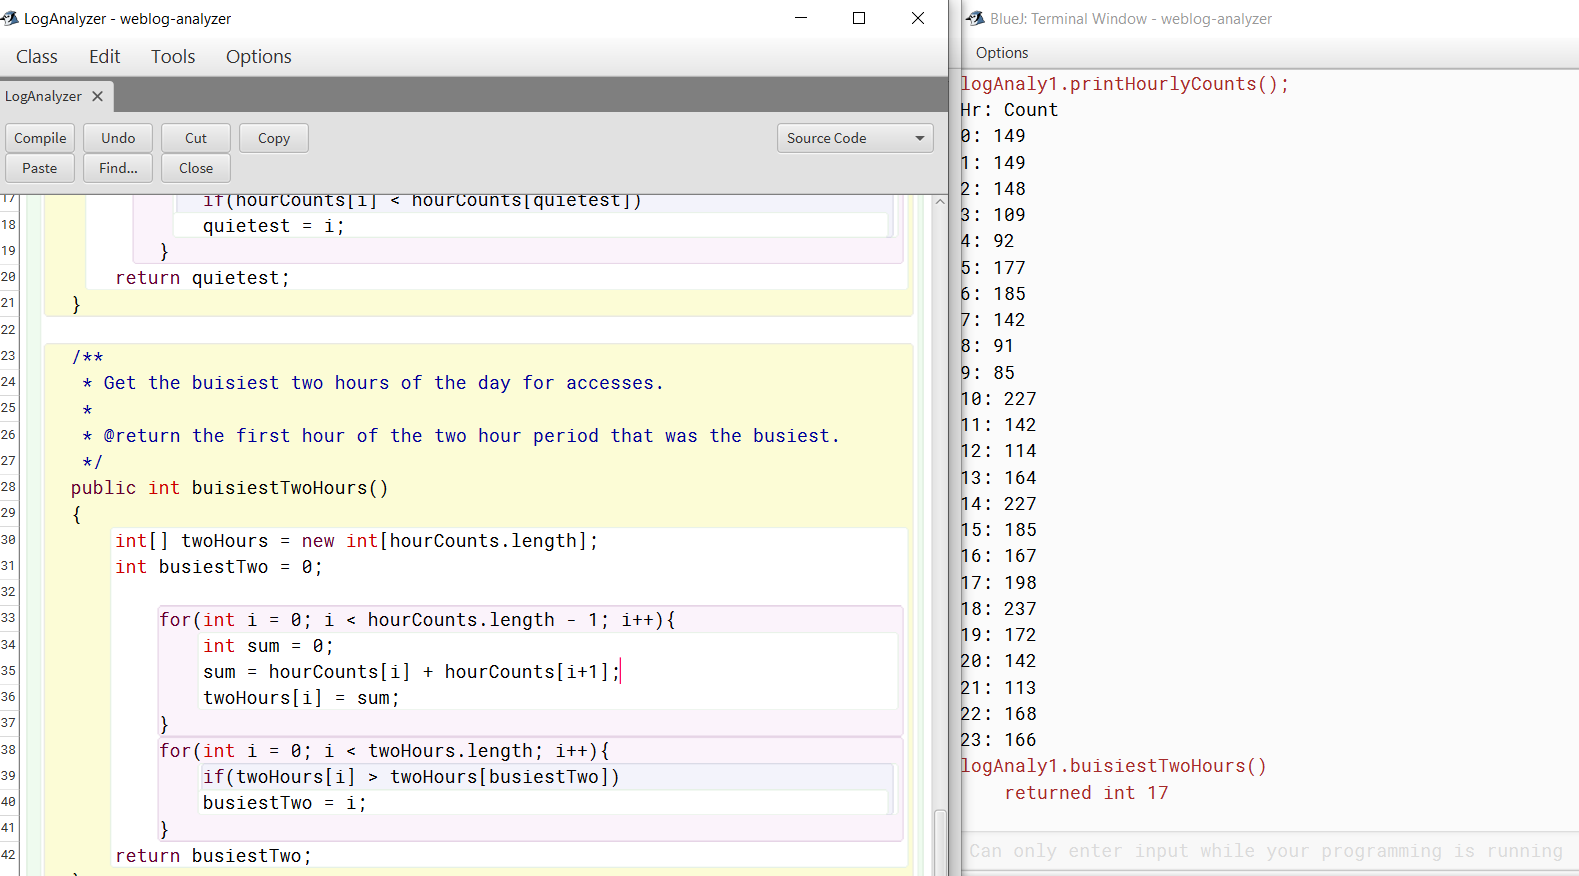 LogAnalyzer - weblog-analyzer
Class Edit Tools Options
LogAnalyzer
Compile Undo Cut Copy Source Code
Paste Find... Close
17 if(hourCounts[i] < hourCounts[quietest])
18 quietest = i;
19 }
20 return quietest;
21 }
22
23 /**
24 * Get the buisiest two hours of the day for accesses.
25 *
26 * @return the first hour of the two hour period that was the busiest.
27 */
28 public int buisiestTwoHours()
29 {
30 int[] twoHours = new int[hourCounts.length];
31 int busiestTwo = 0;
32
33 for(int i = 0; i < hourCounts.length - 1; i++){
34 int sum = 0;
35 sum = hourCounts[i] + hourCounts[i+1];
36 twoHours[i] = sum;
37 }
38 for(int i = 0; i < twoHours.length; i++){
39 if(twoHours[i] > twoHours[busiestTwo])
40 busiestTwo = i;
41 }
42 return busiestTwo;
BlueJ: Terminal Window - weblog-analyzer
Options
logAnaly1.printHourlyCounts();
Hr: Count
0: 149
1: 149
2: 148
3: 109
4: 92
5: 177
6: 185
7: 142
8: 91
9: 85
10: 227
11: 142
12: 114
13: 164
14: 227
15: 185
16: 167
17: 198
18: 237
19: 172
20: 142
21: 113
22: 168
23: 166
logAnaly1.buisiestTwoHours()
returned int 17
Can only enter input while your programming is running